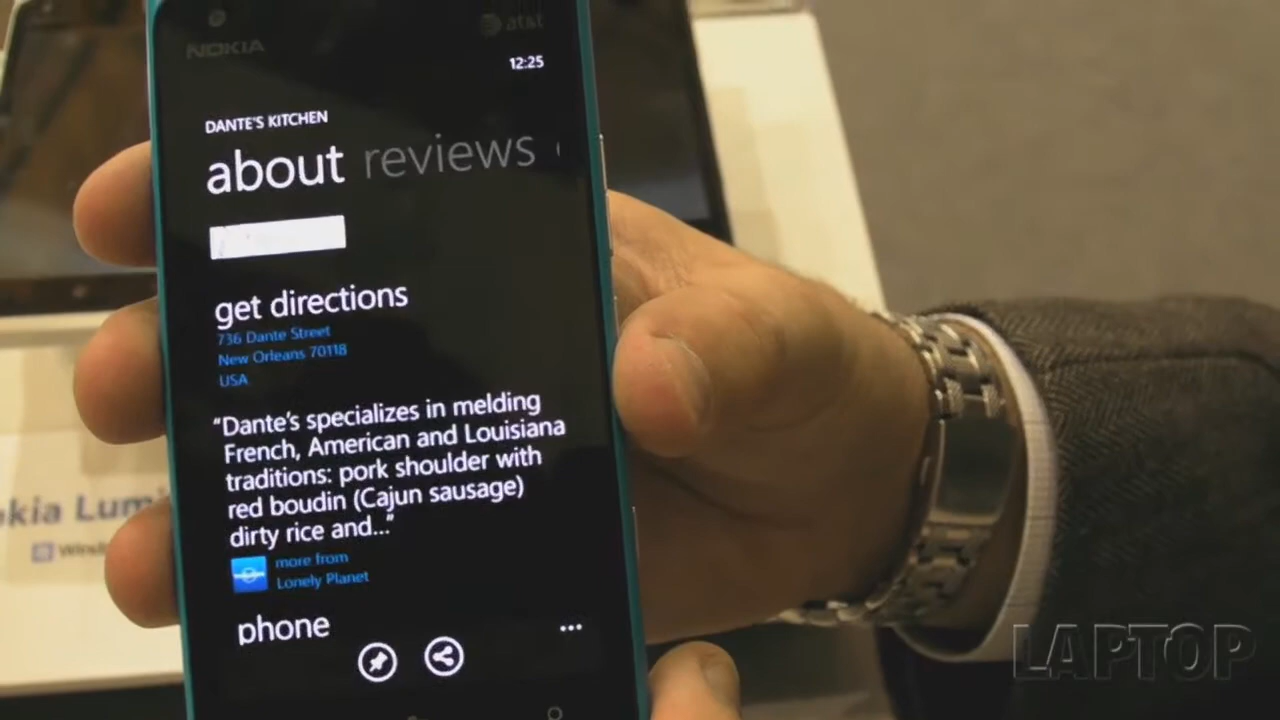 NOKIA
at&t
12:25
DANTE'S KITCHEN
about reviews
get directions
736 Dante Street
New Orleans 70118
USA
"Dante's specializes in melding
French, American and Louisiana
traditions: pork shoulder with
red boudin (Cajun sausage)
dirty rice and..."
more from
Lonely Planet
phone
...
LAPTOP